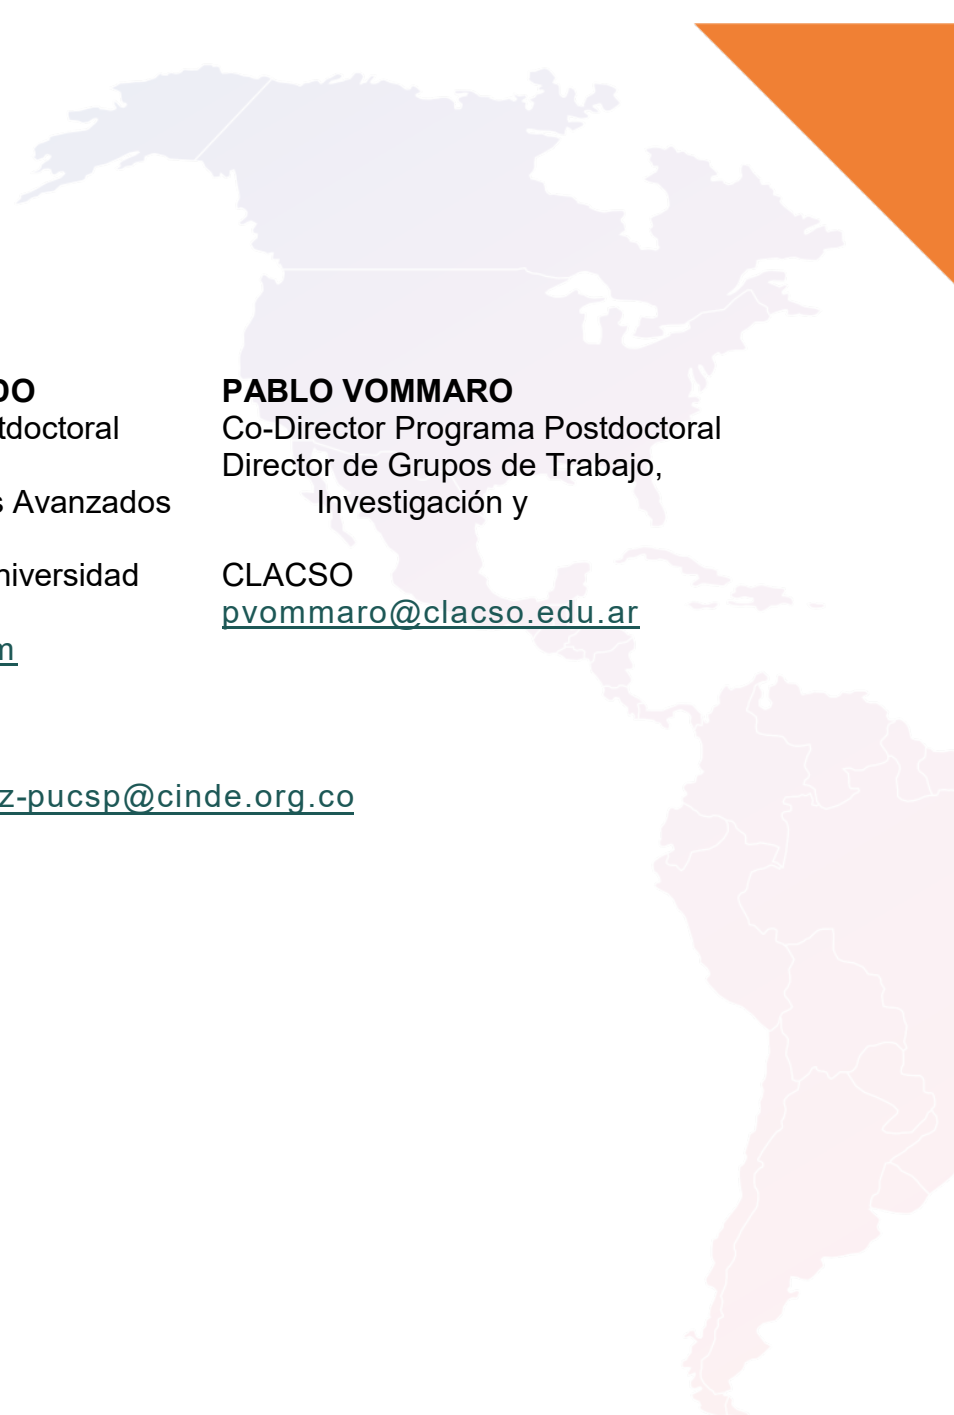 DO
tdoctoral
s Avanzados
niversidad
m
PABLO VOMMARO
Co-Director Programa Postdoctoral
Director de Grupos de Trabajo,
Investigación y
CLACSO
pvommaro@clacso.edu.ar
z-pucsp@cinde.org.co